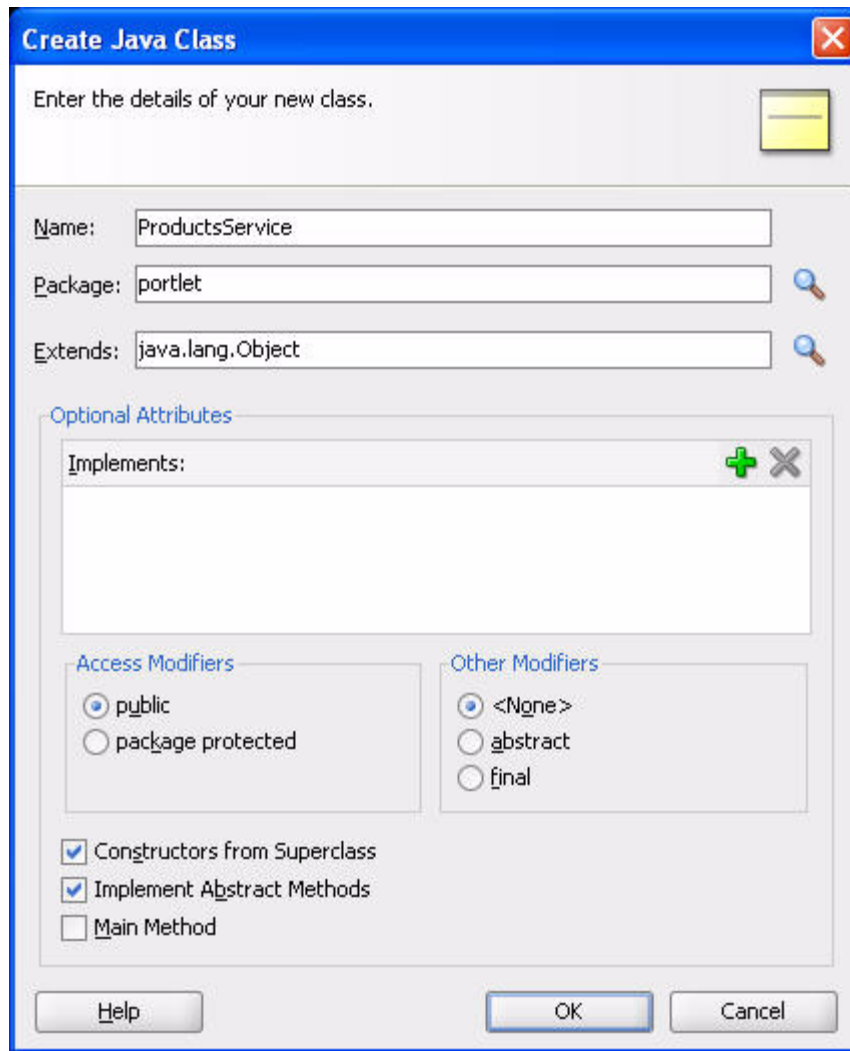 Create Java Class
Enter the details of your new class.
Name: ProductsService
Package: portlet
Extends: java.lang.Object
Optional Attributes
Implements:
Access Modifiers
public
package protected
Other Modifiers
<None>
abstract
final
Constructors from Superclass
Implement Abstract Methods
Main Method
Help OK Cancel